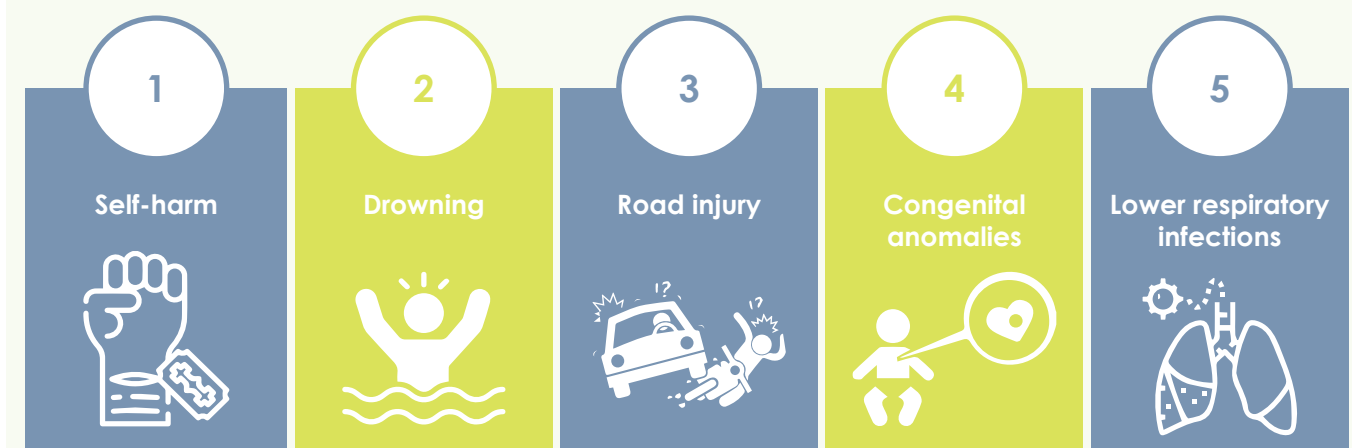 1
2
3
4
5
Self-harm
Drowning
Road injury
Congenital
anomalies
Lower respiratory
infections
!?
!?